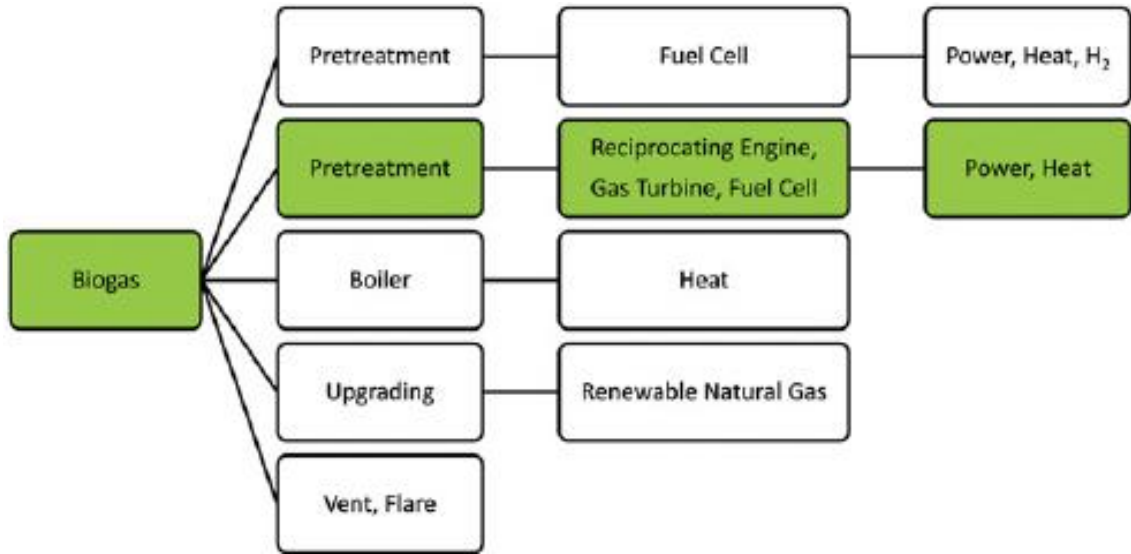 Pretreatment
Fuel Cell
Power, Heat, H₂
Pretreatment
Reciprocating Engine,
Gas Turbine, Fuel Cell
Power, Heat
Biogas
Boiler
Heat
Upgrading
Renewable Natural Gas
Vent, Flare